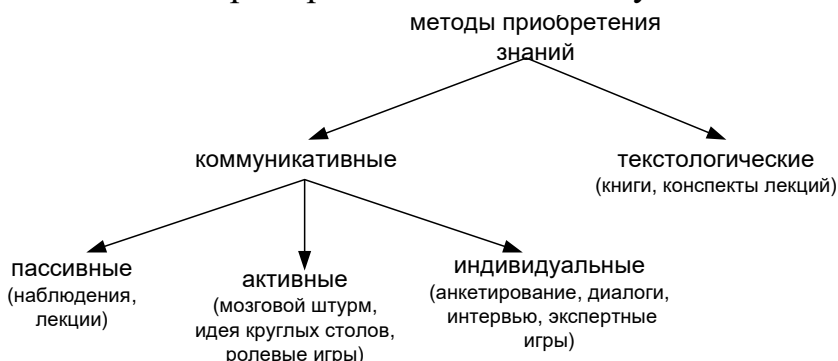 методы приобретения
знаний
коммуникативные
текстологические
(книги, конспекты лекций)
пассивные
(наблюдения,
лекции)
активные
(мозговой штурм,
идея круглых столов,
ролевые игры)
индивидуальные
(анкетирование, диалоги,
интервью, экспертные
игры)